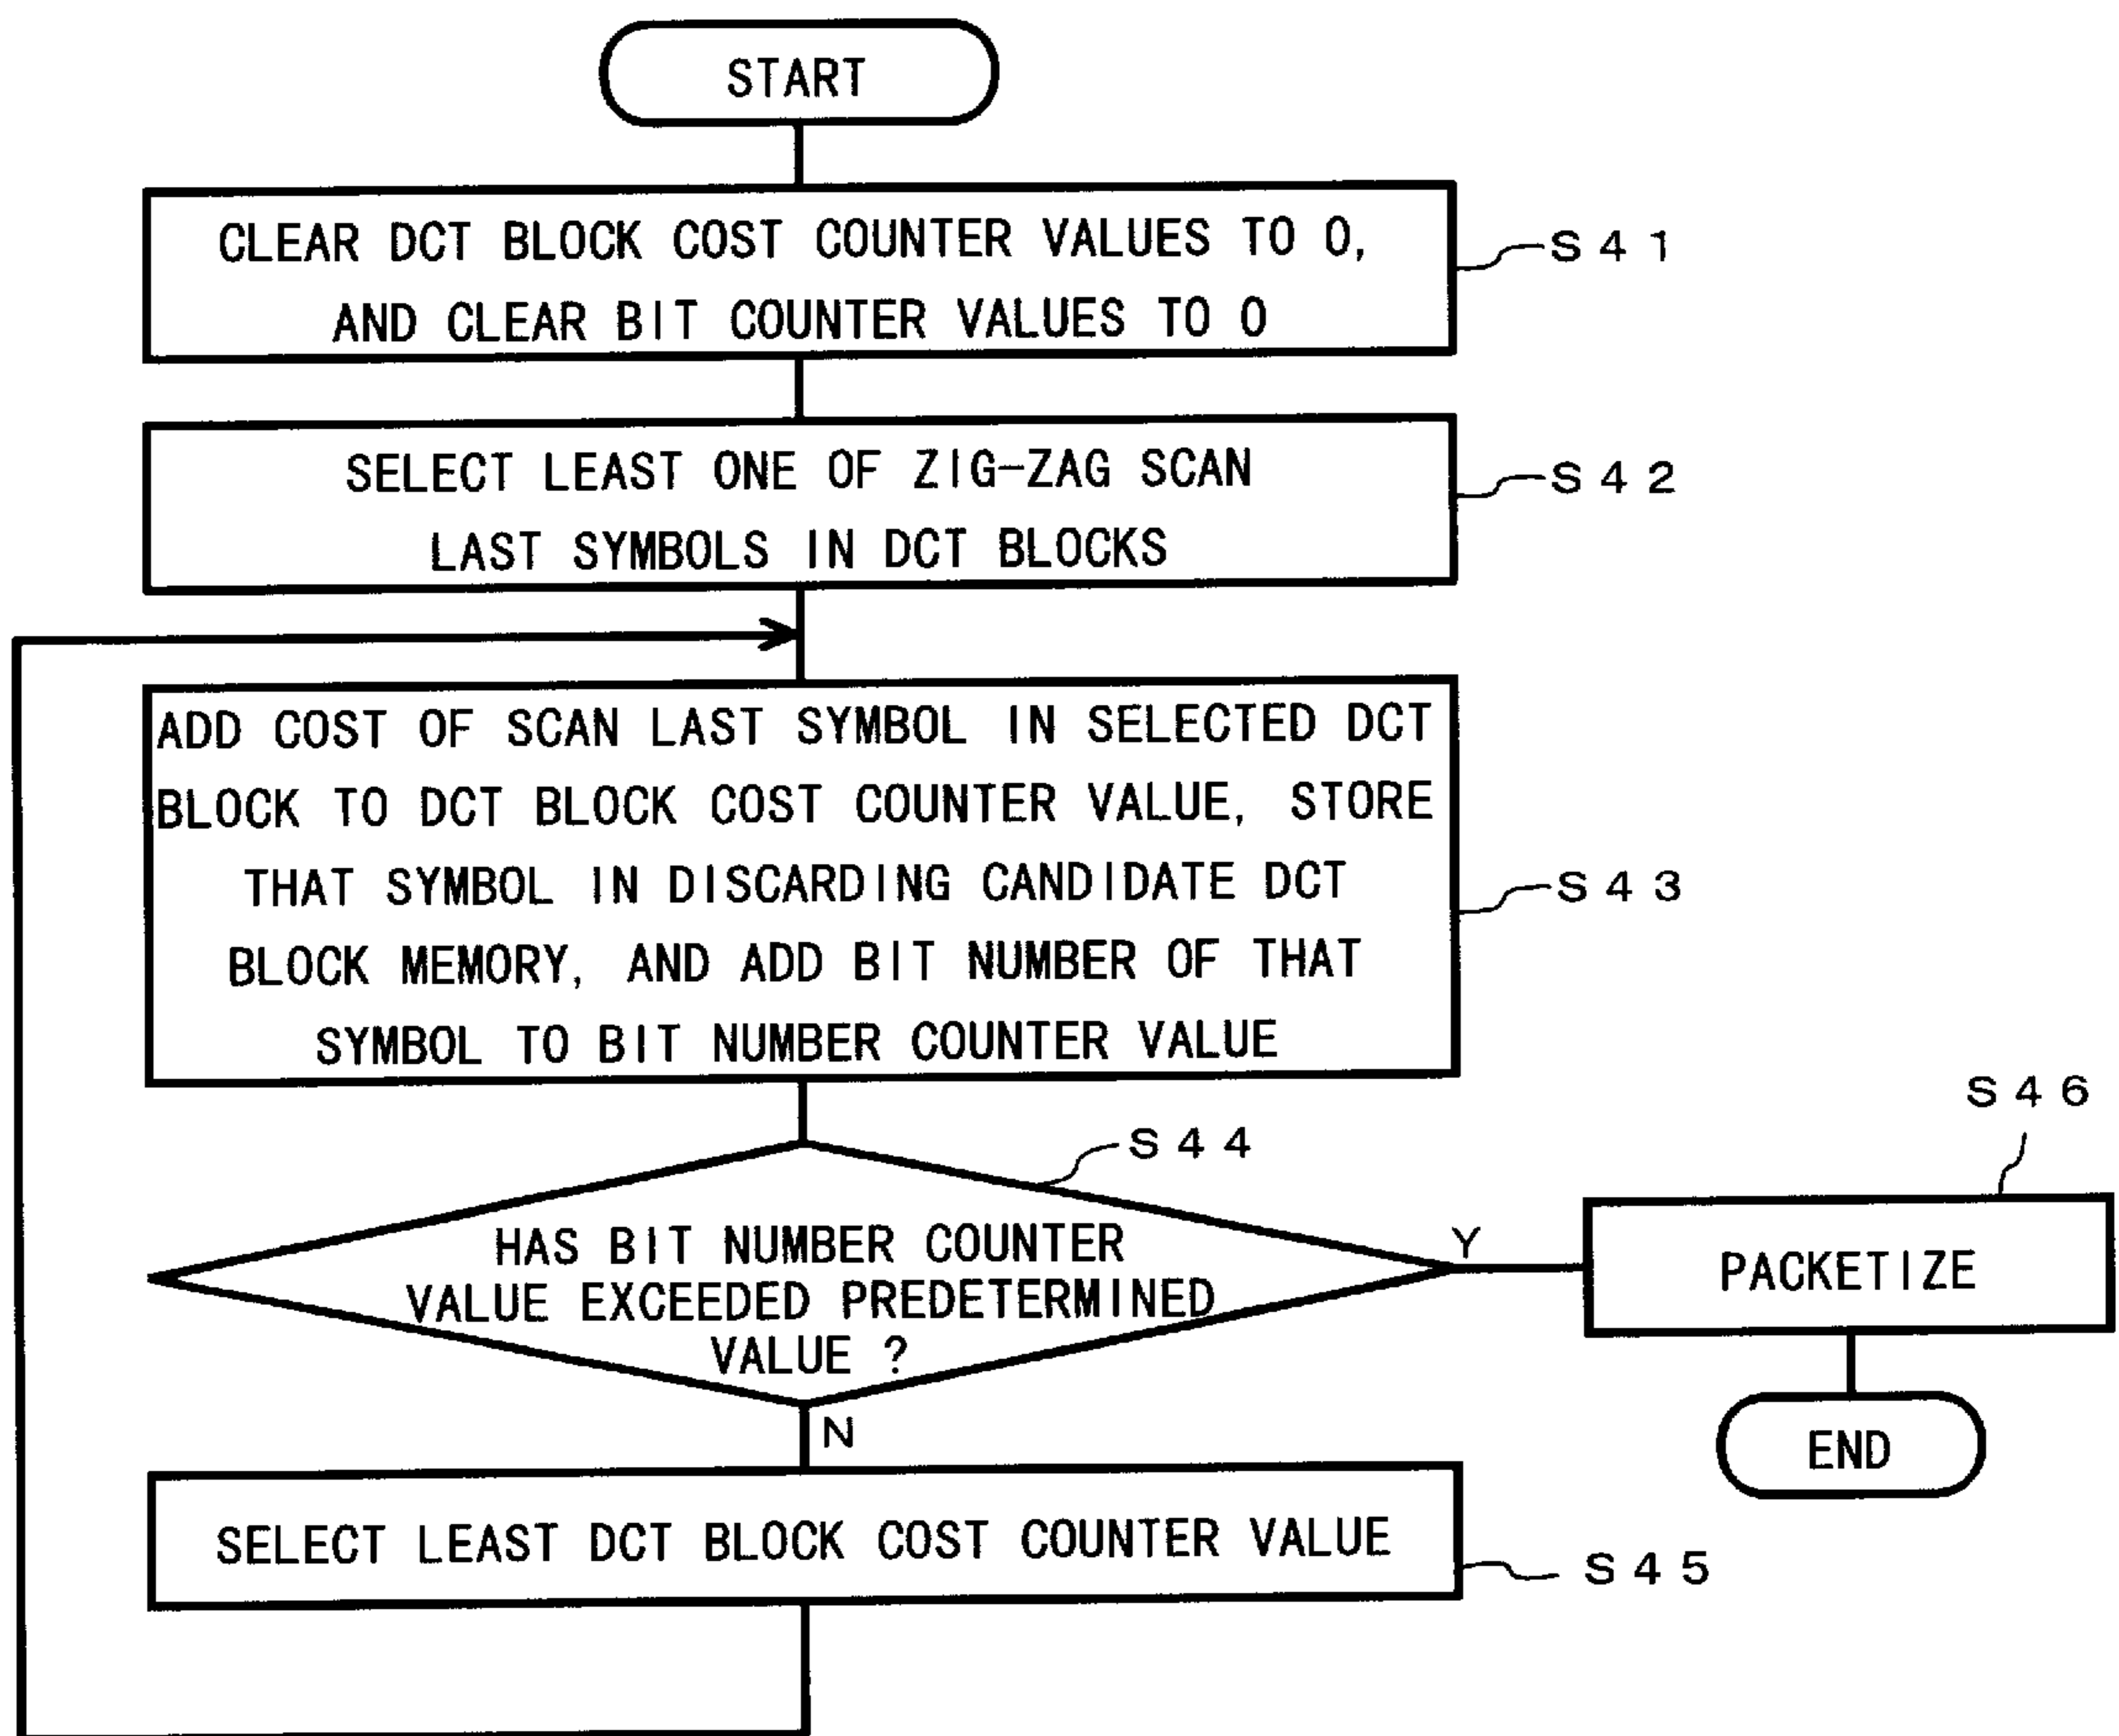 START
CLEAR DCT BLOCK COST COUNTER VALUES TO 0,
AND CLEAR BIT COUNTER VALUES TO 0
S41
SELECT LEAST ONE OF ZIG-ZAG SCAN
LAST SYMBOLS IN DCT BLOCKS
S42
ADD COST OF SCAN LAST SYMBOL IN SELECTED DCT
BLOCK TO DCT BLOCK COST COUNTER VALUE, STORE
THAT SYMBOL IN DISCARDING CANDIDATE DCT
BLOCK MEMORY, AND ADD BIT NUMBER OF THAT
SYMBOL TO BIT NUMBER COUNTER VALUE
S43
S44
HAS BIT NUMBER COUNTER
VALUE EXCEEDED PREDETERMINED
VALUE ?
Y
S46
PACKETIZE
END
N
SELECT LEAST DCT BLOCK COST COUNTER VALUE
S45